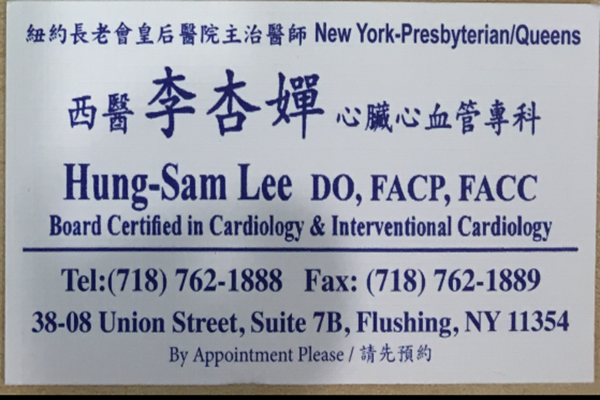 紐約長老會皇后醫院主治醫師 New York-Presbyterian/Queens
西醫 李杏嬋 心臟心血管專科
Hung-Sam Lee DO, FACP, FACC
Board Certified in Cardiology & Interventional Cardiology
Tel:(718) 762-1888 Fax: (718) 762-1889
38-08 Union Street, Suite 7B, Flushing, NY 11354
By Appointment Please / 請先預約